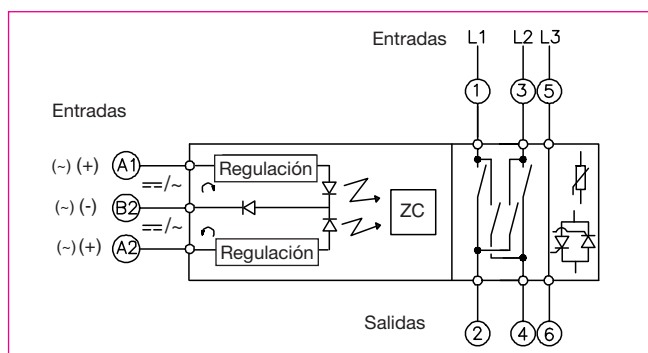 Entradas L1 L2 L3
1 3 5
Entradas
(~) (+) A1 ⎓/~ Regulación
(~) (-) B2 ZC
⎓/~
(~) (+) A2 Regulación
Salidas
2 4 6